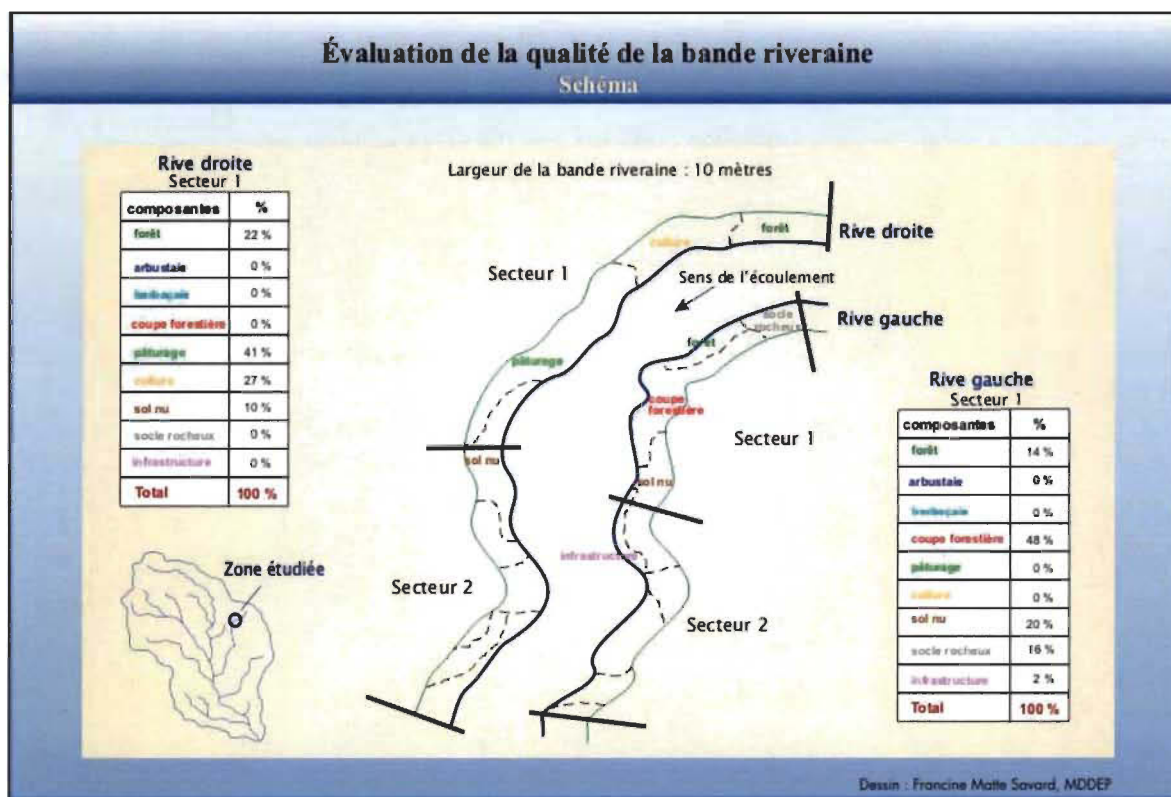 Évaluation de la qualité de la bande riveraine
Schéma
Rive droite
Secteur 1
composantes %
forêt 22 %
arbustaie 0 %
herbaçaie 0 %
coupe forestière 0 %
pâturage 41 %
culture 27 %
sol nu 10 %
socle rocheux 0 %
infrastructure 0 %
Total 100 %
Largeur de la bande riveraine : 10 mètres
culture
forêt
Rive droite
Secteur 1
Sens de l'écoulement
socle
rocheux
Rive gauche
forêt
pâturage
coupe
forestière
Secteur 1
sol nu
sol nu
infrastructure
Secteur 2
Secteur 2
Zone étudiée
Rive gauche
Secteur 1
composantes %
forêt 14 %
arbustaie 0 %
herbaçaie 0 %
coupe forestière 48 %
pâturage 0 %
culture 0 %
sol nu 20 %
socle rocheux 16 %
infrastructure 2 %
Total 100 %
Dessin : Francine Matte Savard, MDDEP